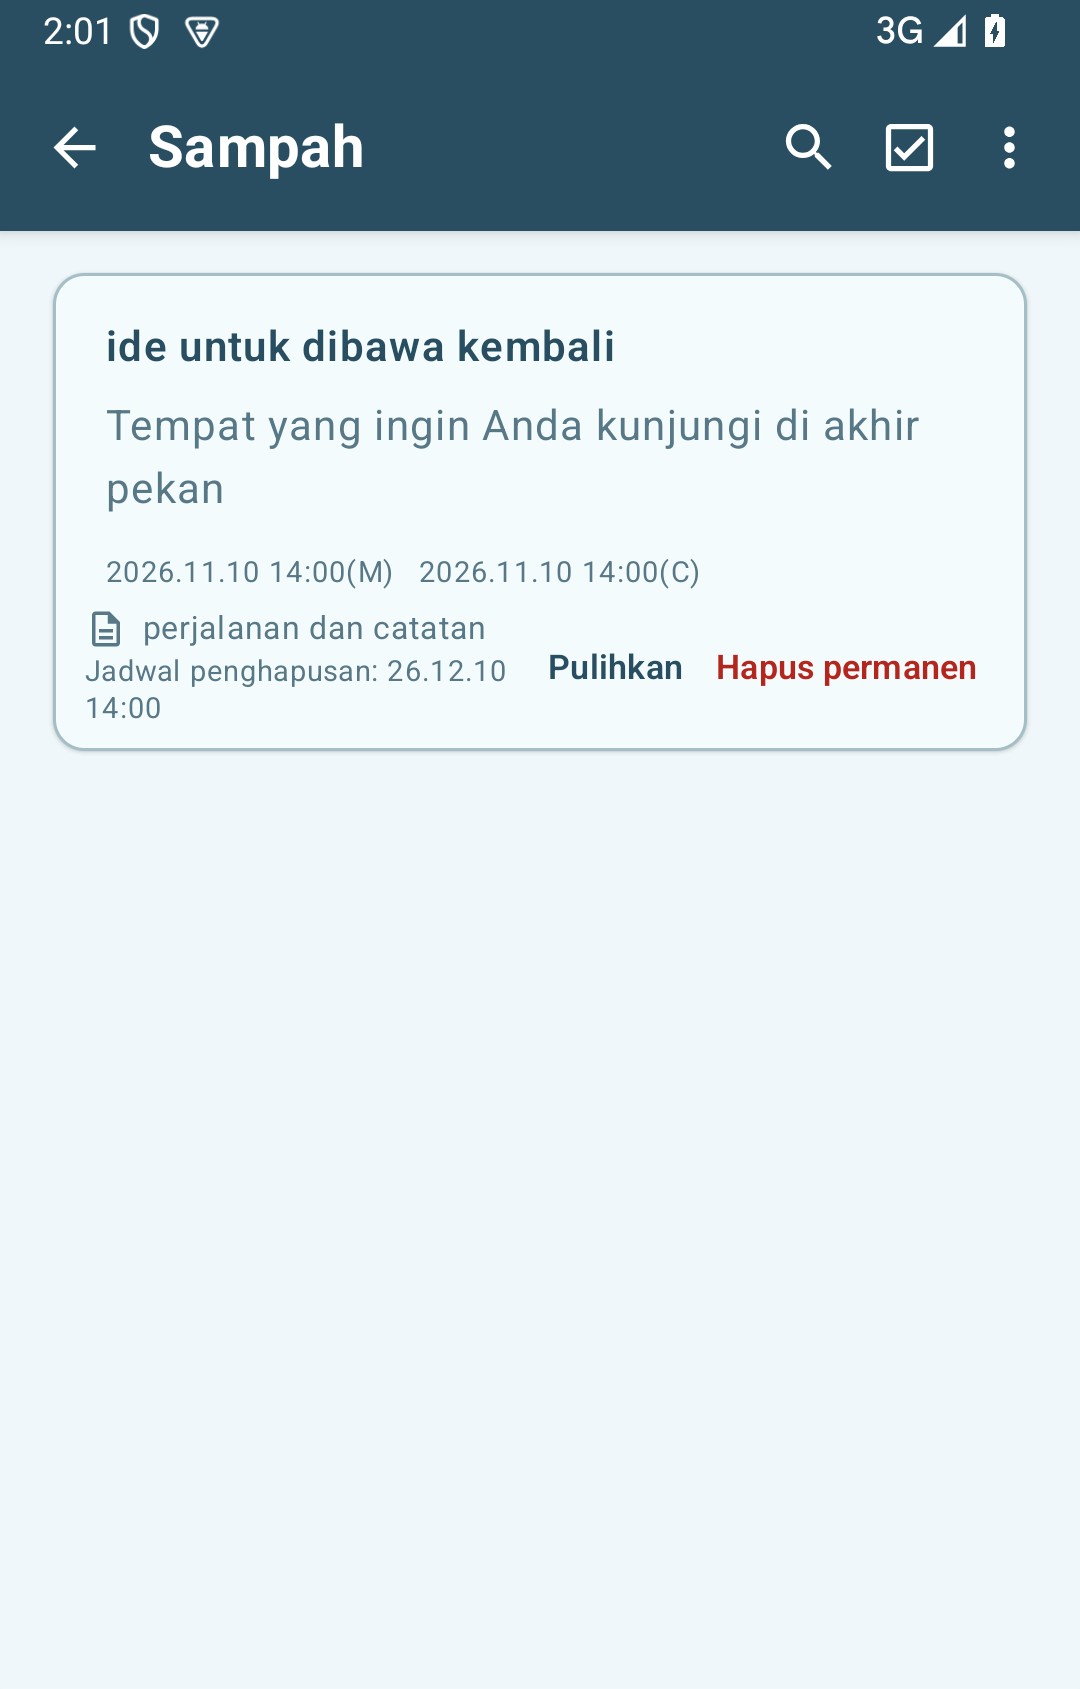 2:01
3G
Sampah
ide untuk dibawa kembali
Tempat yang ingin Anda kunjungi di akhir
pekan
2026.11.10 14:00(M) 2026.11.10 14:00(C)
perjalanan dan catatan
Jadwal penghapusan: 26.12.10
14:00
Pulihkan
Hapus permanen